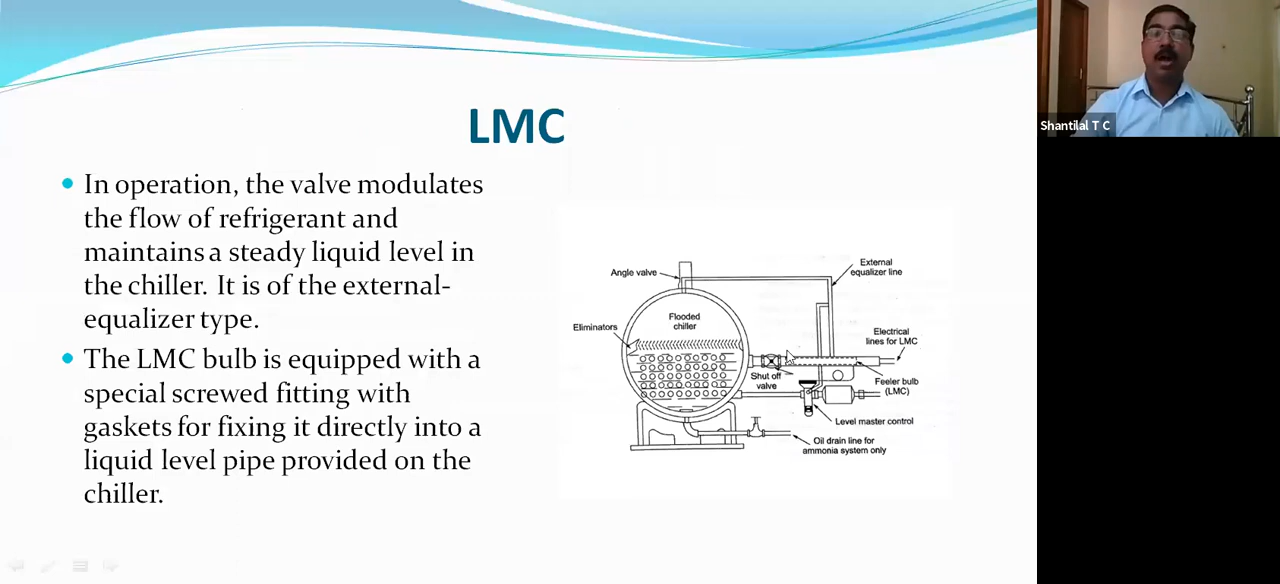 LMC
In operation, the valve modulates
the flow of refrigerant and
maintains a steady liquid level in
the chiller. It is of the external-
equalizer type.
The LMC bulb is equipped with a
special screwed fitting with
gaskets for fixing it directly into a
liquid level pipe provided on the
chiller.
Angle valve
External
equalizer line
Flooded
chiller
Eliminators
Electrical
lines for LMC
Shut off
valve
Feeler bulb
(LMC)
Level master control
Oil drain line for
ammonia system only
Shantilal T C